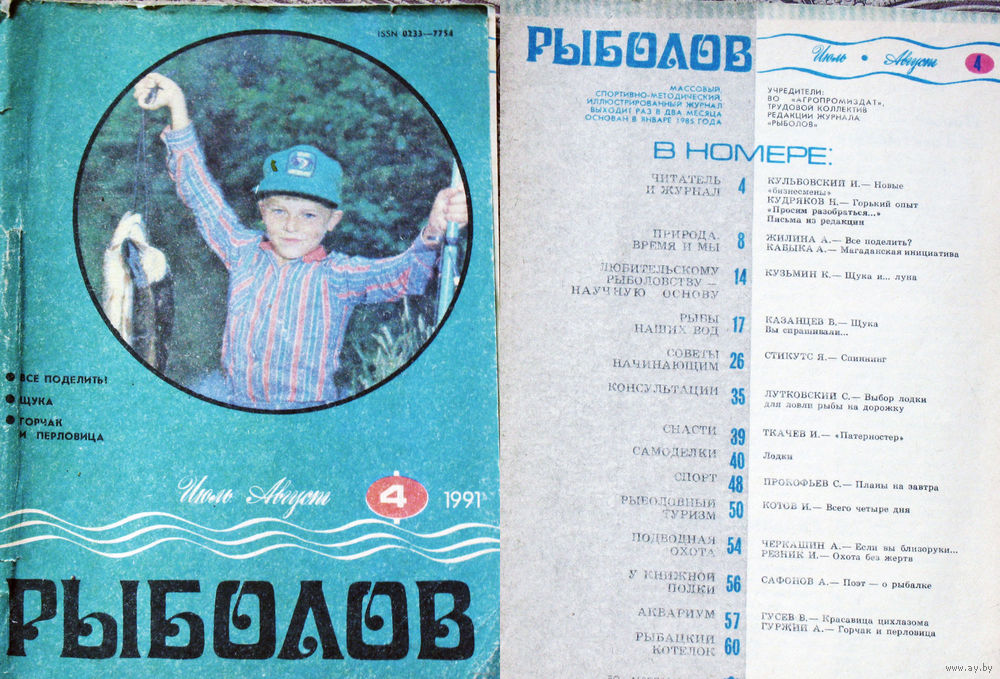 ISSN 0233—7754
ВСЕ ПОДЕЛИТЬ?
ЩУКА
ГОРЧАК
И ПЕРЛОВИЦА
Июль Август 4 1991
РЫБОЛОВ
РЫБОЛОВ
Июль • Август 4
МАССОВЫЙ,
СПОРТИВНО-МЕТОДИЧЕСКИЙ,
ИЛЛЮСТРИРОВАННЫЙ ЖУРНАЛ
ВЫХОДИТ РАЗ В ДВА МЕСЯЦА
ОСНОВАН В ЯНВАРЕ 1985 ГОДА
УЧРЕДИТЕЛИ:
ВО «АГРОПРОМИЗДАТ»,
ТРУДОВОЙ КОЛЛЕКТИВ
РЕДАКЦИИ ЖУРНАЛА
«РЫБОЛОВ»
В НОМЕРЕ:
ЧИТАТЕЛЬ
И ЖУРНАЛ
4
КУЛЬБОВСКИЙ И.— Новые
«бизнесмены»
КУДРЯКОВ Н.— Горький опыт
«Просим разобраться...»
Письма из редакции
ПРИРОДА,
ВРЕМЯ И МЫ
8
ЖИЛИНА А.— Все поделить?
КАБЫКА А.— Магаданская инициатива
ЛЮБИТЕЛЬСКОМУ
РЫБОЛОВСТВУ —
НАУЧНУЮ ОСНОВУ
14
КУЗЬМИН К.— Щука и... луна
РЫБЫ
НАШИХ ВОД
17
КАЗАНЦЕВ В.— Щука
Вы спрашивали...
СОВЕТЫ
НАЧИНАЮЩИМ
26
СТИКУТС Я.— Спиннинг
КОНСУЛЬТАЦИИ
35
ЛУТКОВСКИЙ С.— Выбор лодки
для ловли рыбы на дорожку
СНАСТИ
39
ТКАЧЕВ И.— «Патерностер»
САМОДЕЛКИ
40
Лодки
СПОРТ
48
ПРОКОФЬЕВ С.— Планы на завтра
РЫБОЛОВНЫЙ
ТУРИЗМ
50
КОТОВ И.— Всего четыре дня
ПОДВОДНАЯ
ОХОТА
54
ЧЕРКАШИН А.— Если вы близоруки...
РЕЗНИК И.— Охота без жертв
У КНИЖНОЙ
ПОЛКИ
56
САФОНОВ А.— Поэт — о рыбалке
АКВАРИУМ
57
ГУСЕВ В.— Красавица цихлазома
ГУРЖИЙ А.— Горчак и перловица
РЫБАЦКИЙ
КОТЕЛОК
60
www.ay.by